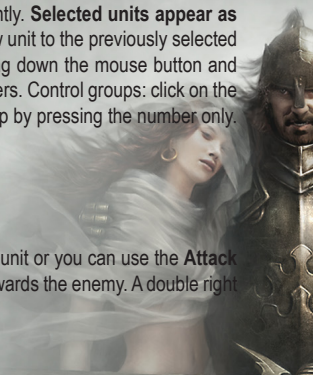 ntly. Selected units appear as
unit to the previously selected
ng down the mouse button and
ers. Control groups: click on the
p by pressing the number only.
unit or you can use the Attack
wards the enemy. A double right